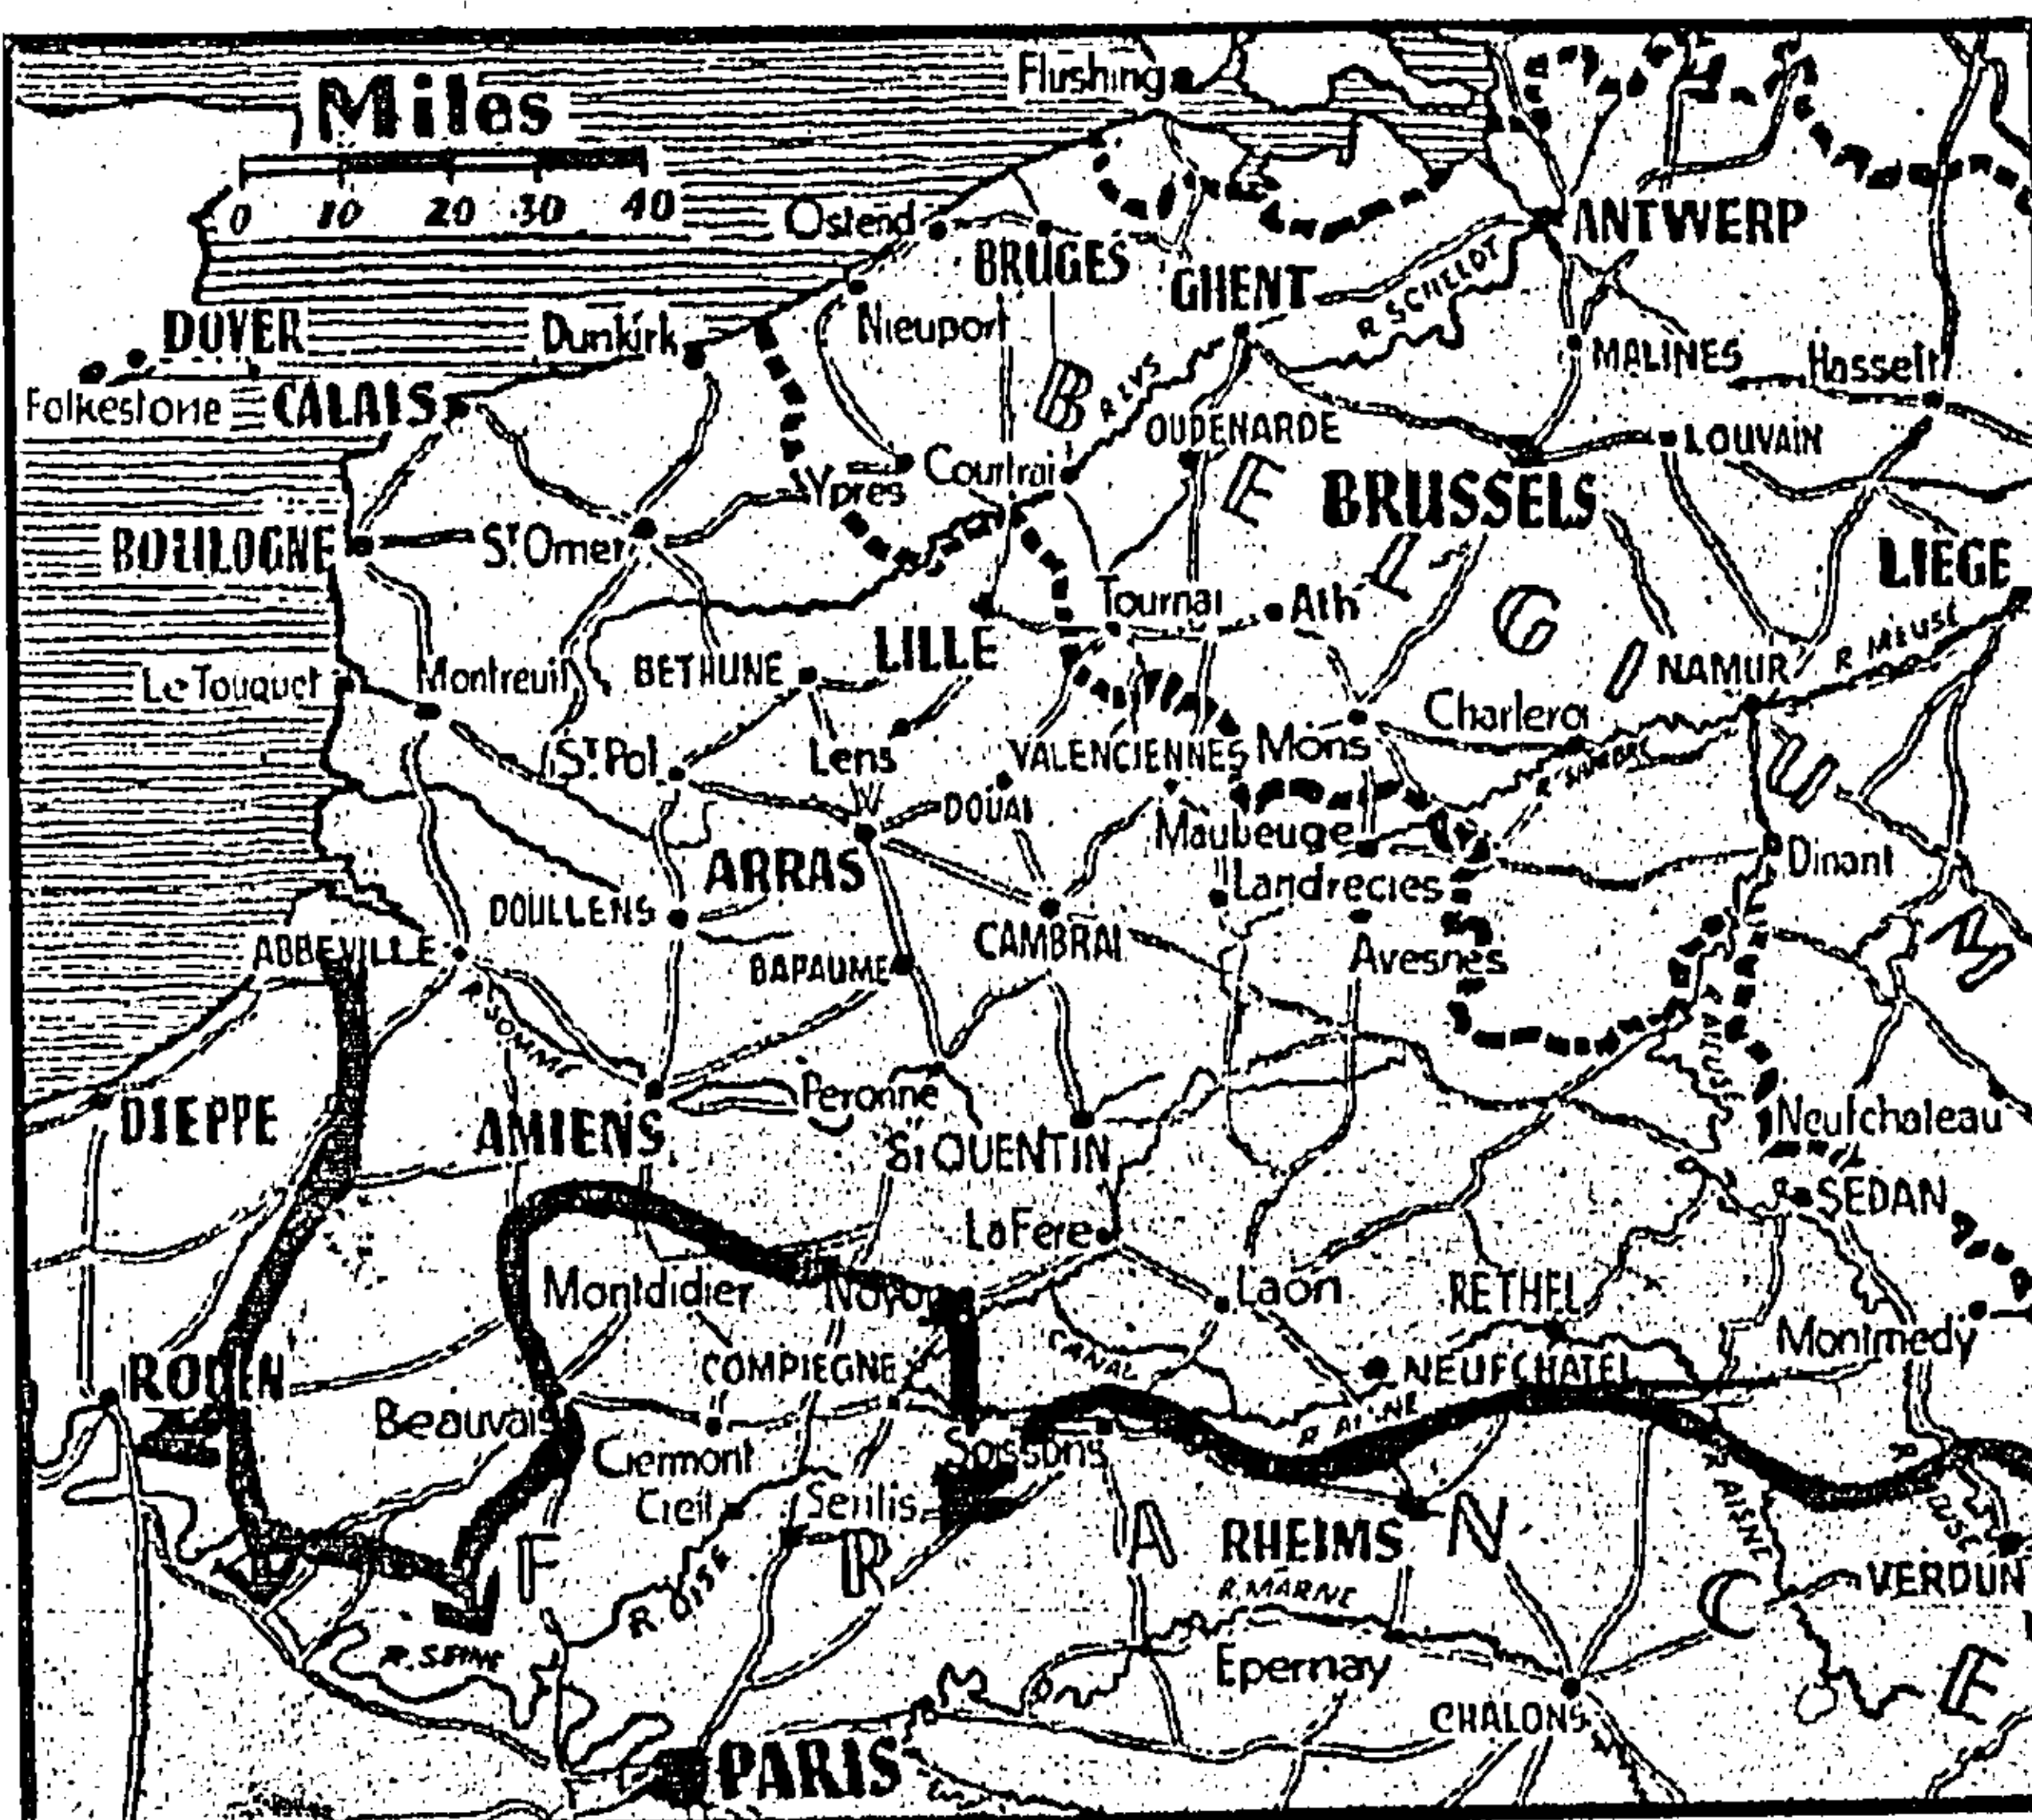 Flushing
Miles
0 10 20 30 40
Ostend
ANTWERP
BRUGES
GHENT
R SCHELDT
DOVER
Dunkirk
Nieuport
MALINES
Hasselt
Folkestone
CALAIS
B
R LYS
OUDENARDE
LOUVAIN
Ypres
Courtrai
E
BRUSSELS
BOULOGNE
St Omer
L
LIEGE
Tournai
Ath
G
R MEUSE
Le Touquet
Montreuil
BETHUNE
LILLE
I
NAMUR
Charleroi
St Pol
Lens
VALENCIENNES
Mons
R SAMBRE
U
DOUAI
Maubeuge
Dinant
ARRAS
Landrecies
DOULLENS
ABBEVILLE
CAMBRAI
M
BAPAUME
Avesnes
R SOMME
R MEUSE
DIEPPE
AMIENS
Peronne
Neufchateau
St QUENTIN
SEDAN
La Fere
Montdidier
Noyon
Laon
RETHEL
Montmedy
ROUEN
COMPIEGNE
CANAL
NEUFCHATEL
Beauvais
R AISNE
Clermont
Soissons
Creil
Senlis
R AISNE
F
R
A
RHEIMS
N
C
VERDUN
R OISE
R. MARNE
R. SEINE
Epernay
E
CHALONS
PARIS